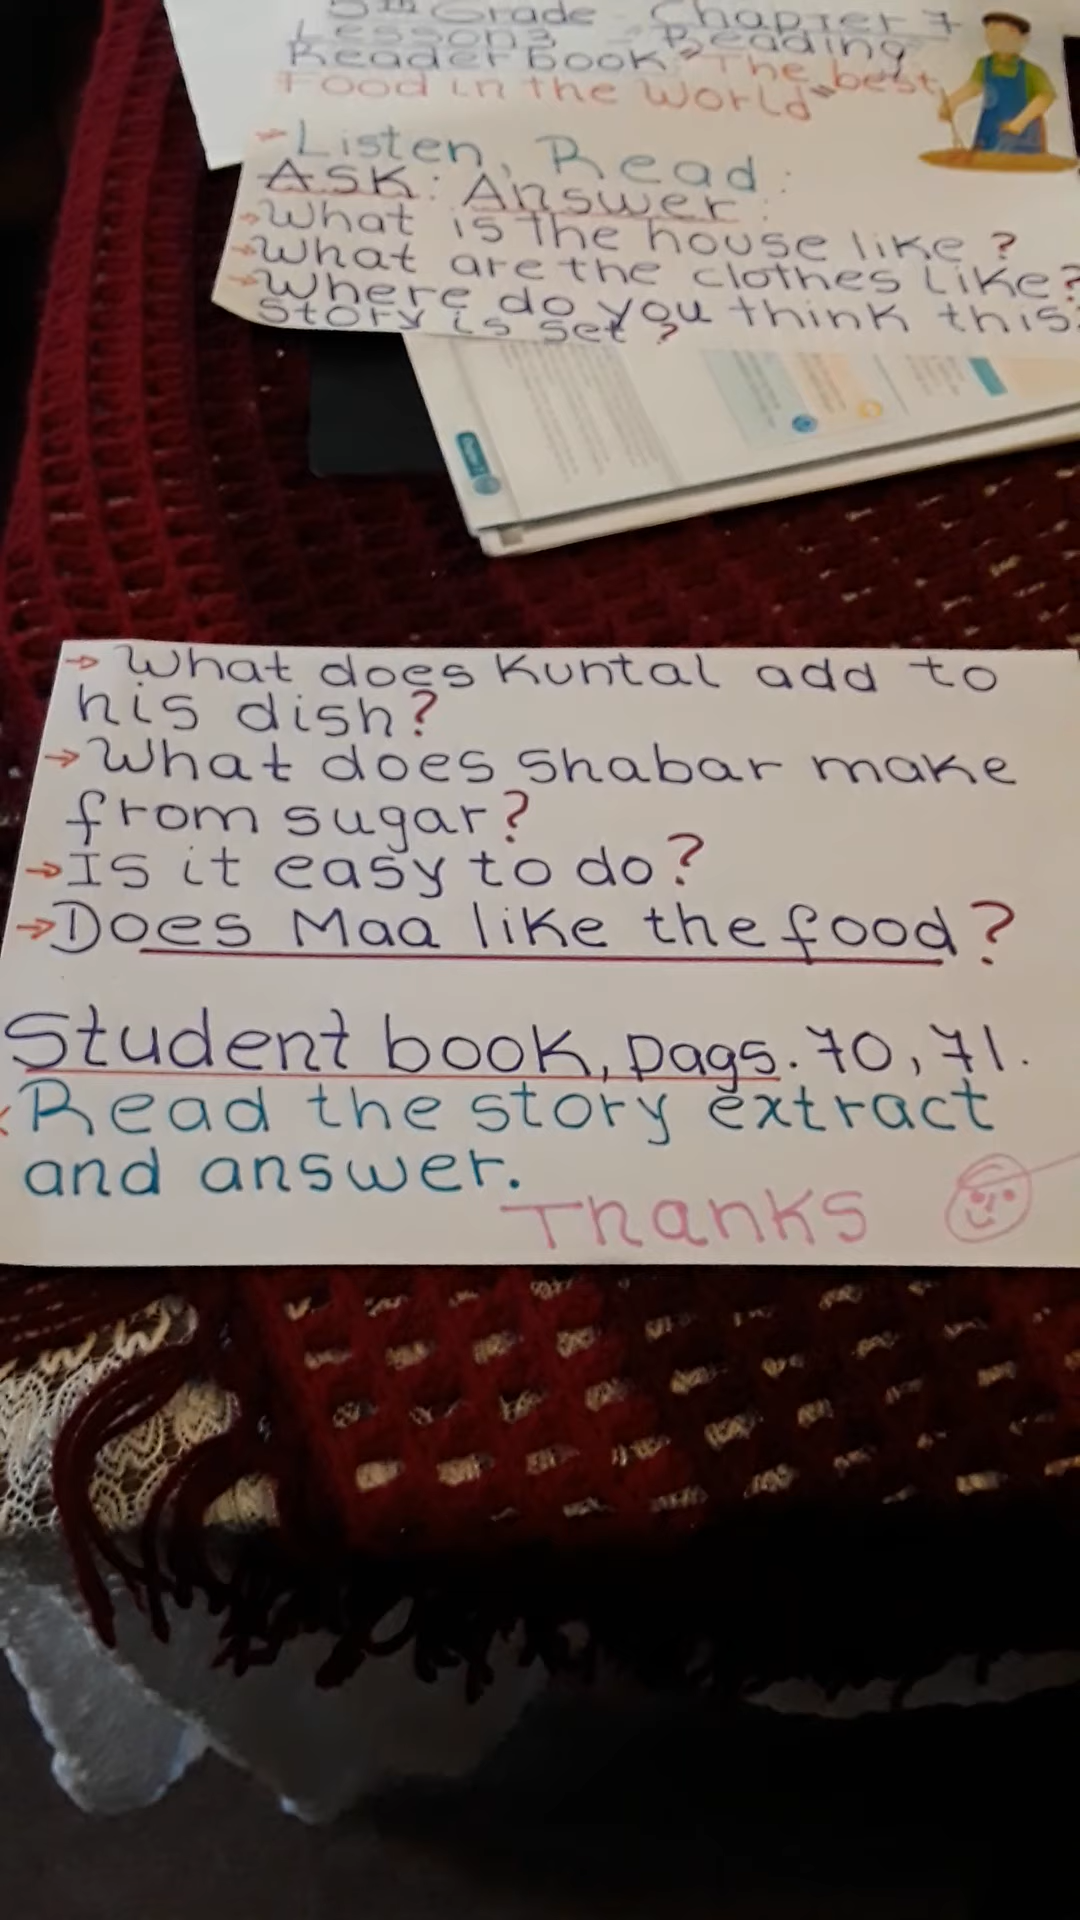 5th Grade - Chapter 7
Lesson 3 Reading
Reader book "The best
Food in the World"
→ Listen, Read:
ASK: Answer:
→ What is the house like?
→ What are the clothes like?
→ Where do you think this
story is set?
→ What does Kuntal add to
his dish?
→ What does Shabar make
from sugar?
→ Is it easy to do?
→ Does Maa like the food?
Student book, pags. 70, 71.
Read the story extract
and answer.
Thanks